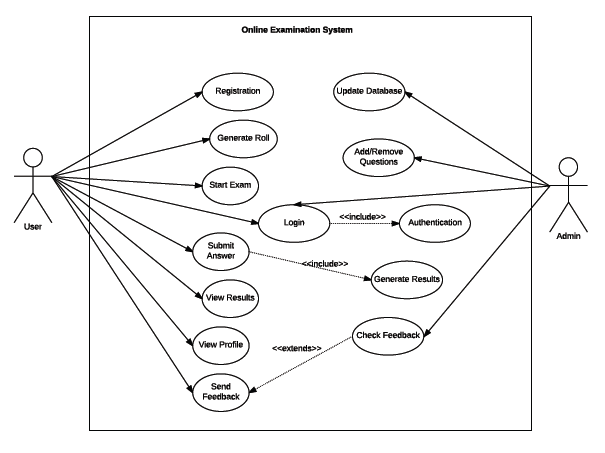 Online Examination System
Registration
Update Database
Generate Roll
Add/Remove
Questions
Start Exam
Login
<<include>>
Authentication
User
Admin
Submit
Answer
<<include>>
Generate Results
View Results
Check Feedback
View Profile
<<extends>>
Send
Feedback